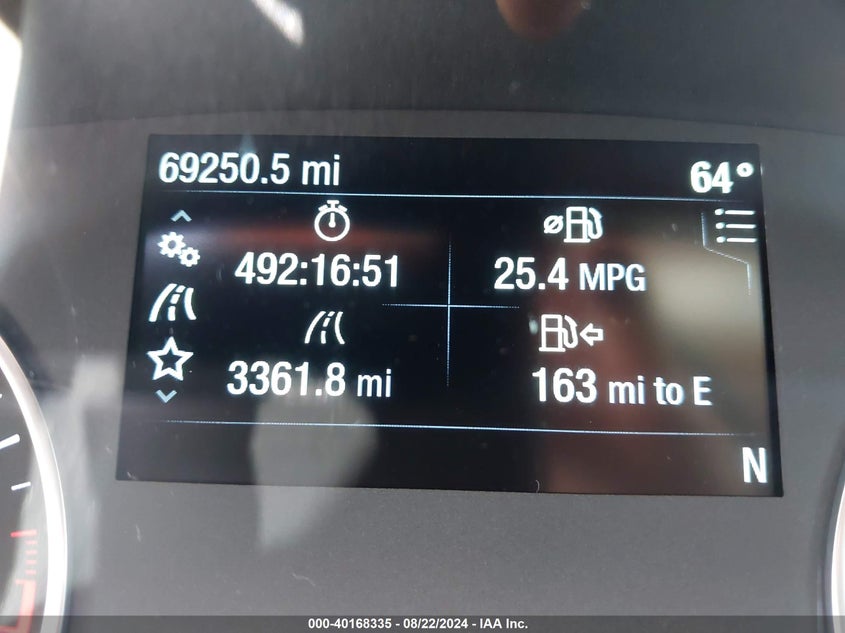 69250.5 mi 64°
492:16:51 25.4 MPG
3361.8 mi 163 mi to E
N
000-40168335 - 08/22/2024 - IAA Inc.